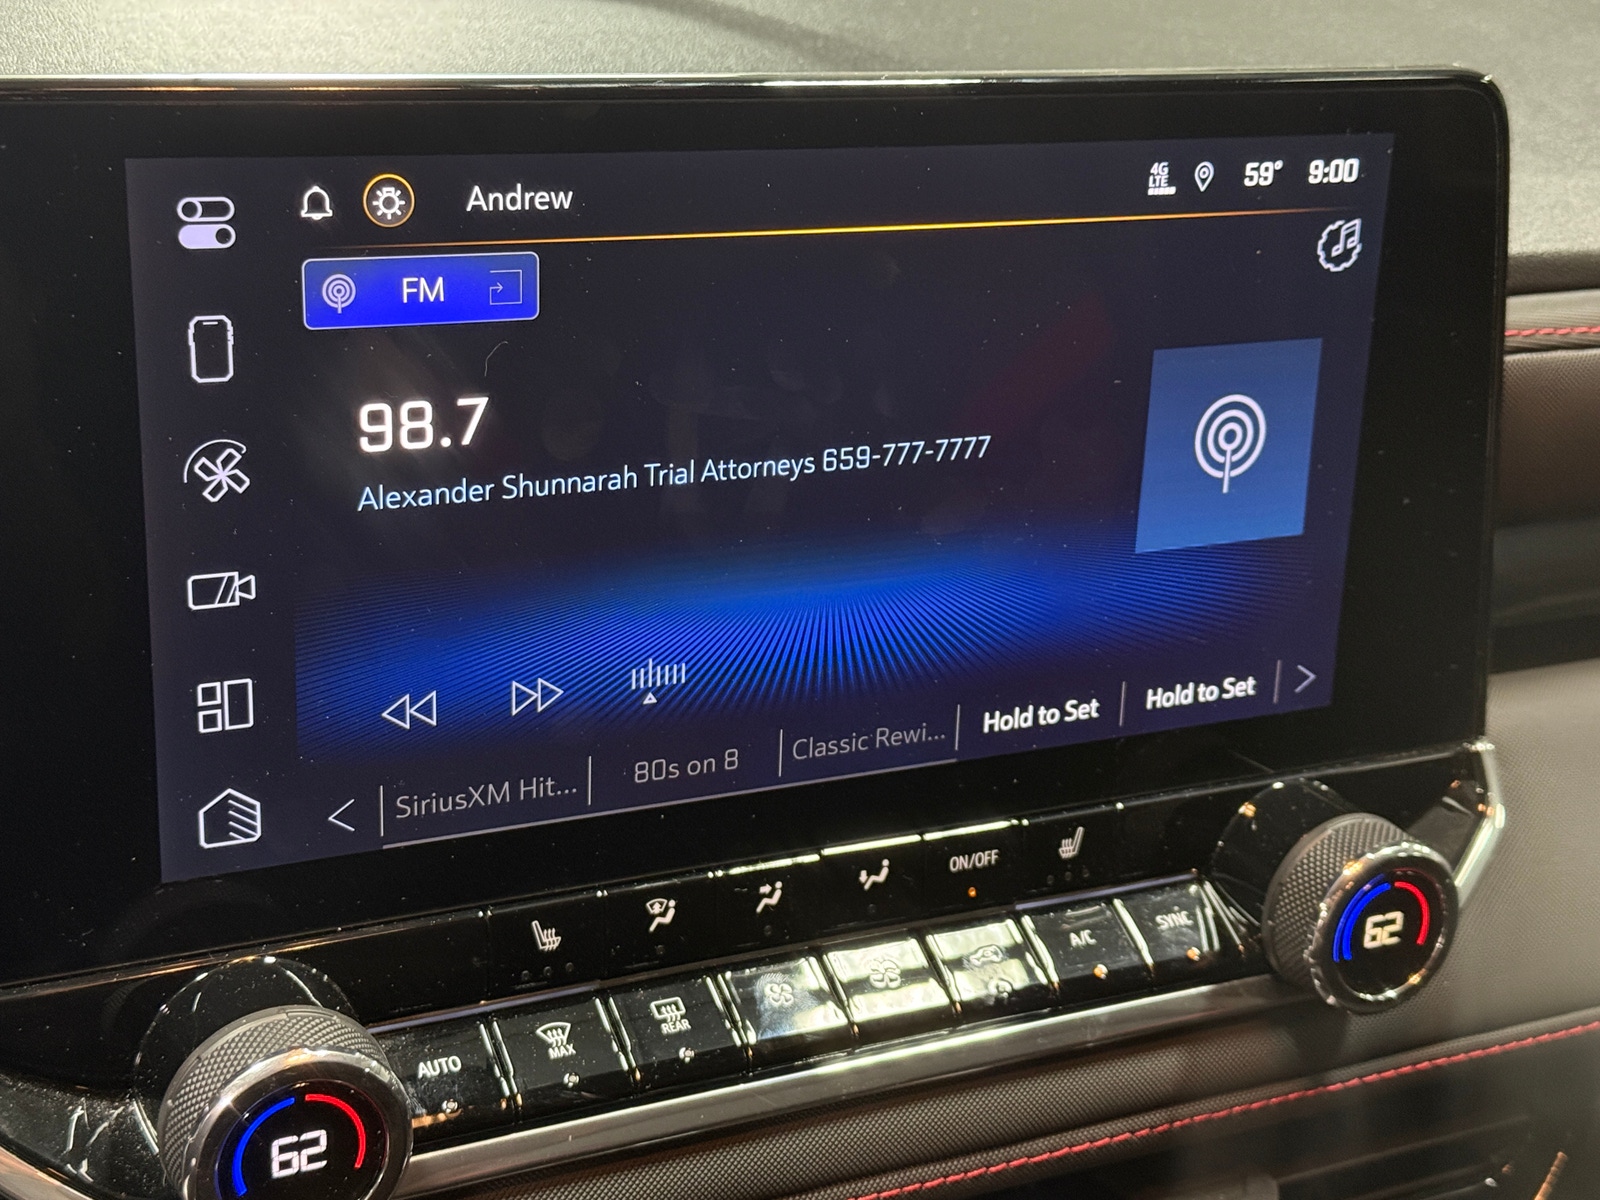 Andrew
4G LTE 59° 9:00
FM
98.7
Alexander Shunnarah Trial Attorneys 659-777-7777
SiriusXM Hit... 80s on 8 Classic Rewi... Hold to Set Hold to Set
ON/OFF
AUTO MAX REAR A/C SYNC
62 62